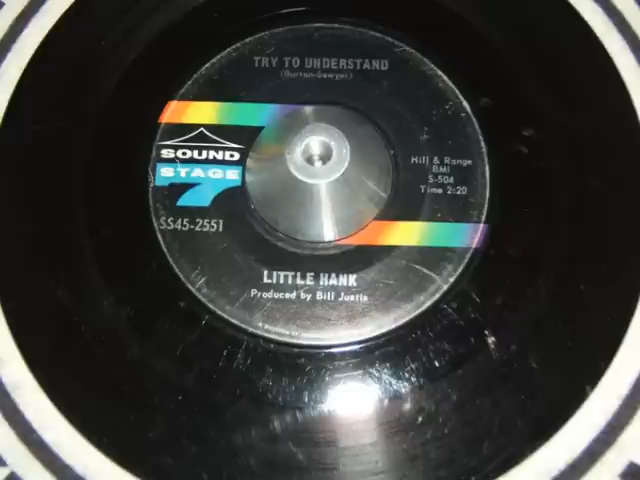 TRY TO UNDERSTAND
(Burton-Sawyer)
SOUND
STAGE
7
Hill & Range
BMI
S-504
Time 2:20
SS45-2551
LITTLE HANK
Produced by Bill Justis